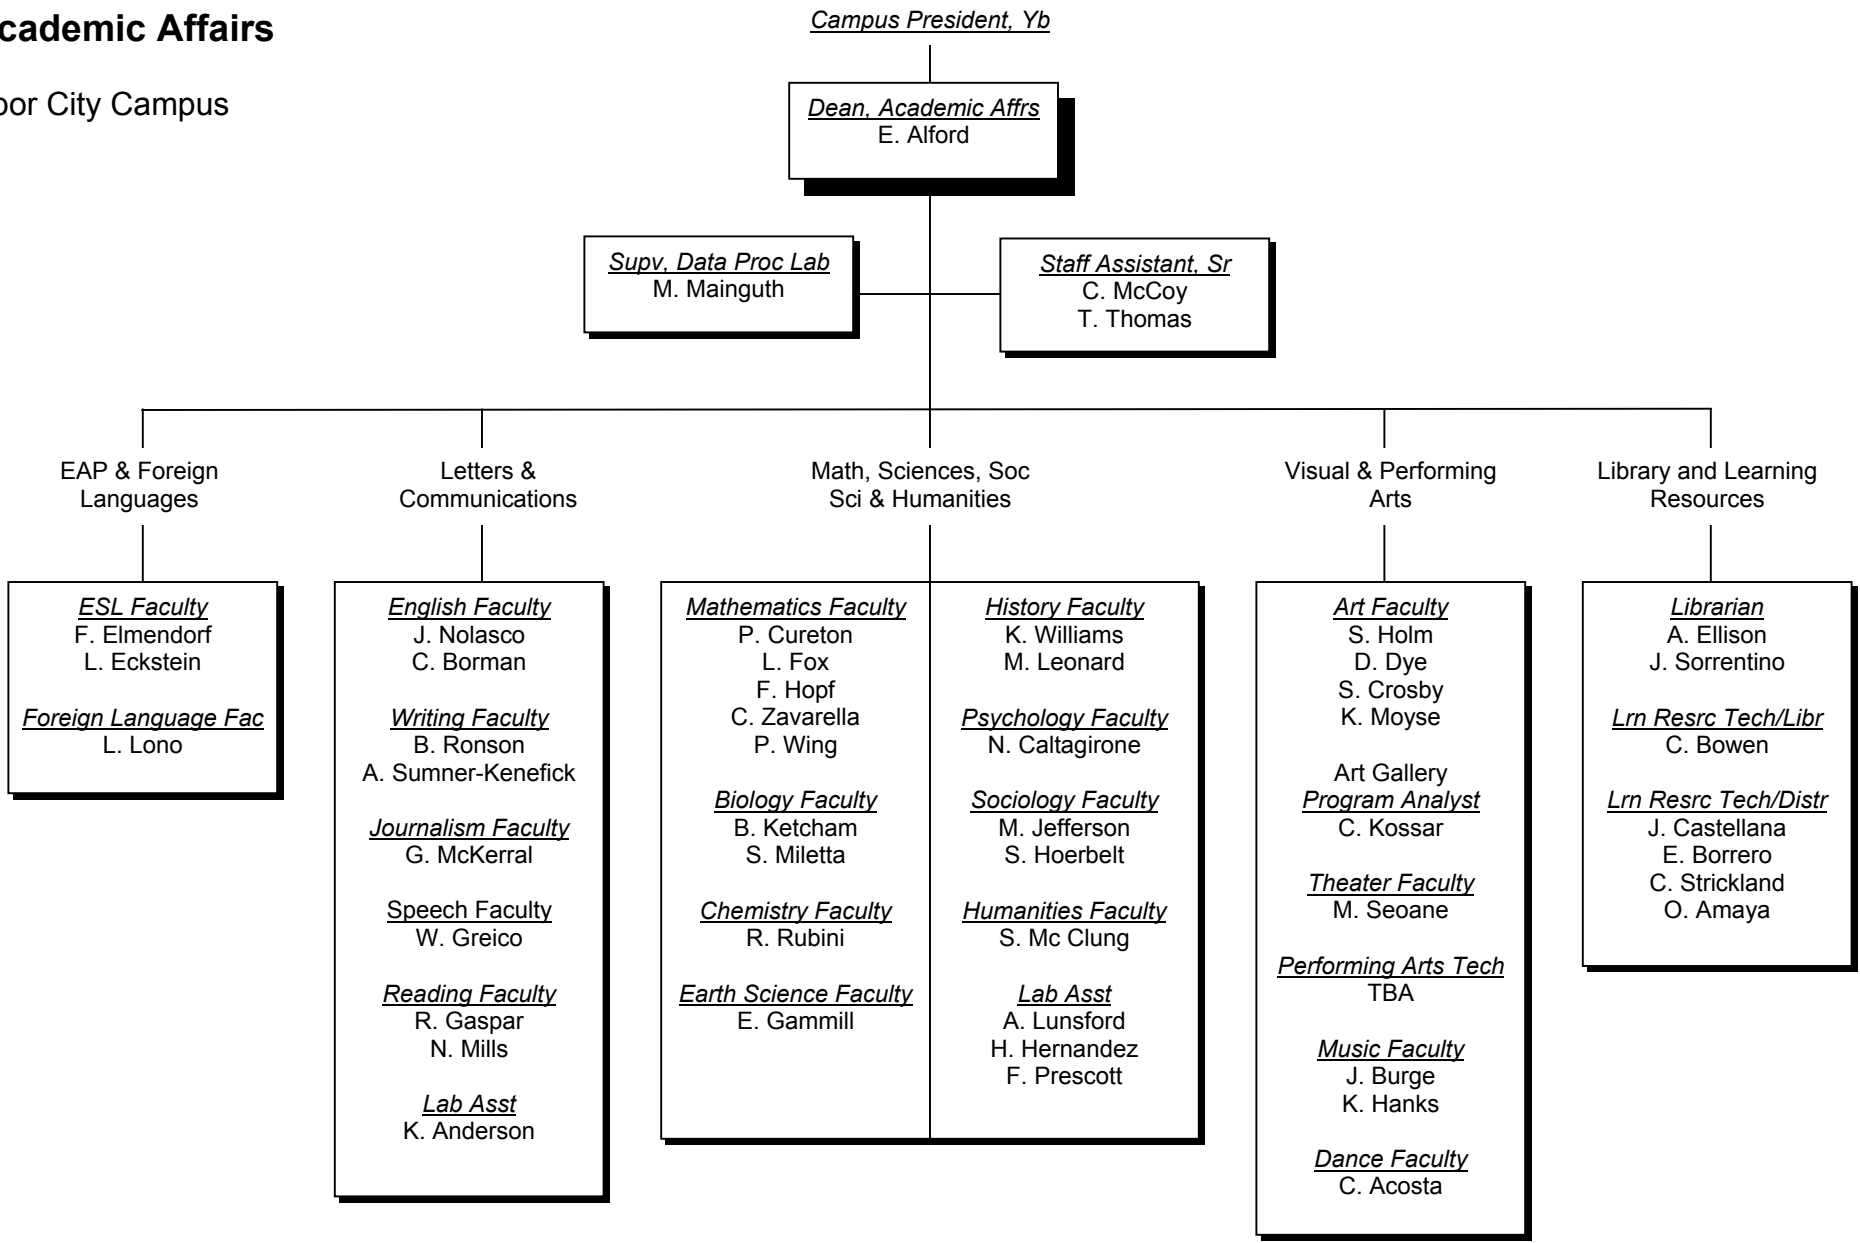 cademic Affairs
oor City Campus
Campus President, Yb
Dean, Academic Affrs
E. Alford
Supv, Data Proc Lab
M. Mainguth
Staff Assistant, Sr
C. McCoy
T. Thomas
EAP & Foreign
Languages
Letters &
Communications
Math, Sciences, Soc
Sci & Humanities
Visual & Performing
Arts
Library and Learning
Resources
ESL Faculty
F. Elmendorf
L. Eckstein
Foreign Language Fac
L. Lono
English Faculty
J. Nolasco
C. Borman
Writing Faculty
B. Ronson
A. Sumner-Kenefick
Journalism Faculty
G. McKerral
Speech Faculty
W. Greico
Reading Faculty
R. Gaspar
N. Mills
Lab Asst
K. Anderson
Mathematics Faculty
P. Cureton
L. Fox
F. Hopf
C. Zavarella
P. Wing
Biology Faculty
B. Ketcham
S. Miletta
Chemistry Faculty
R. Rubini
Earth Science Faculty
E. Gammill
History Faculty
K. Williams
M. Leonard
Psychology Faculty
N. Caltagirone
Sociology Faculty
M. Jefferson
S. Hoerbelt
Humanities Faculty
S. Mc Clung
Lab Asst
A. Lunsford
H. Hernandez
F. Prescott
Art Faculty
S. Holm
D. Dye
S. Crosby
K. Moyse
Art Gallery
Program Analyst
C. Kossar
Theater Faculty
M. Seoane
Performing Arts Tech
TBA
Music Faculty
J. Burge
K. Hanks
Dance Faculty
C. Acosta
Librarian
A. Ellison
J. Sorrentino
Lrn Resrc Tech/Libr
C. Bowen
Lrn Resrc Tech/Distr
J. Castellana
E. Borrero
C. Strickland
O. Amaya